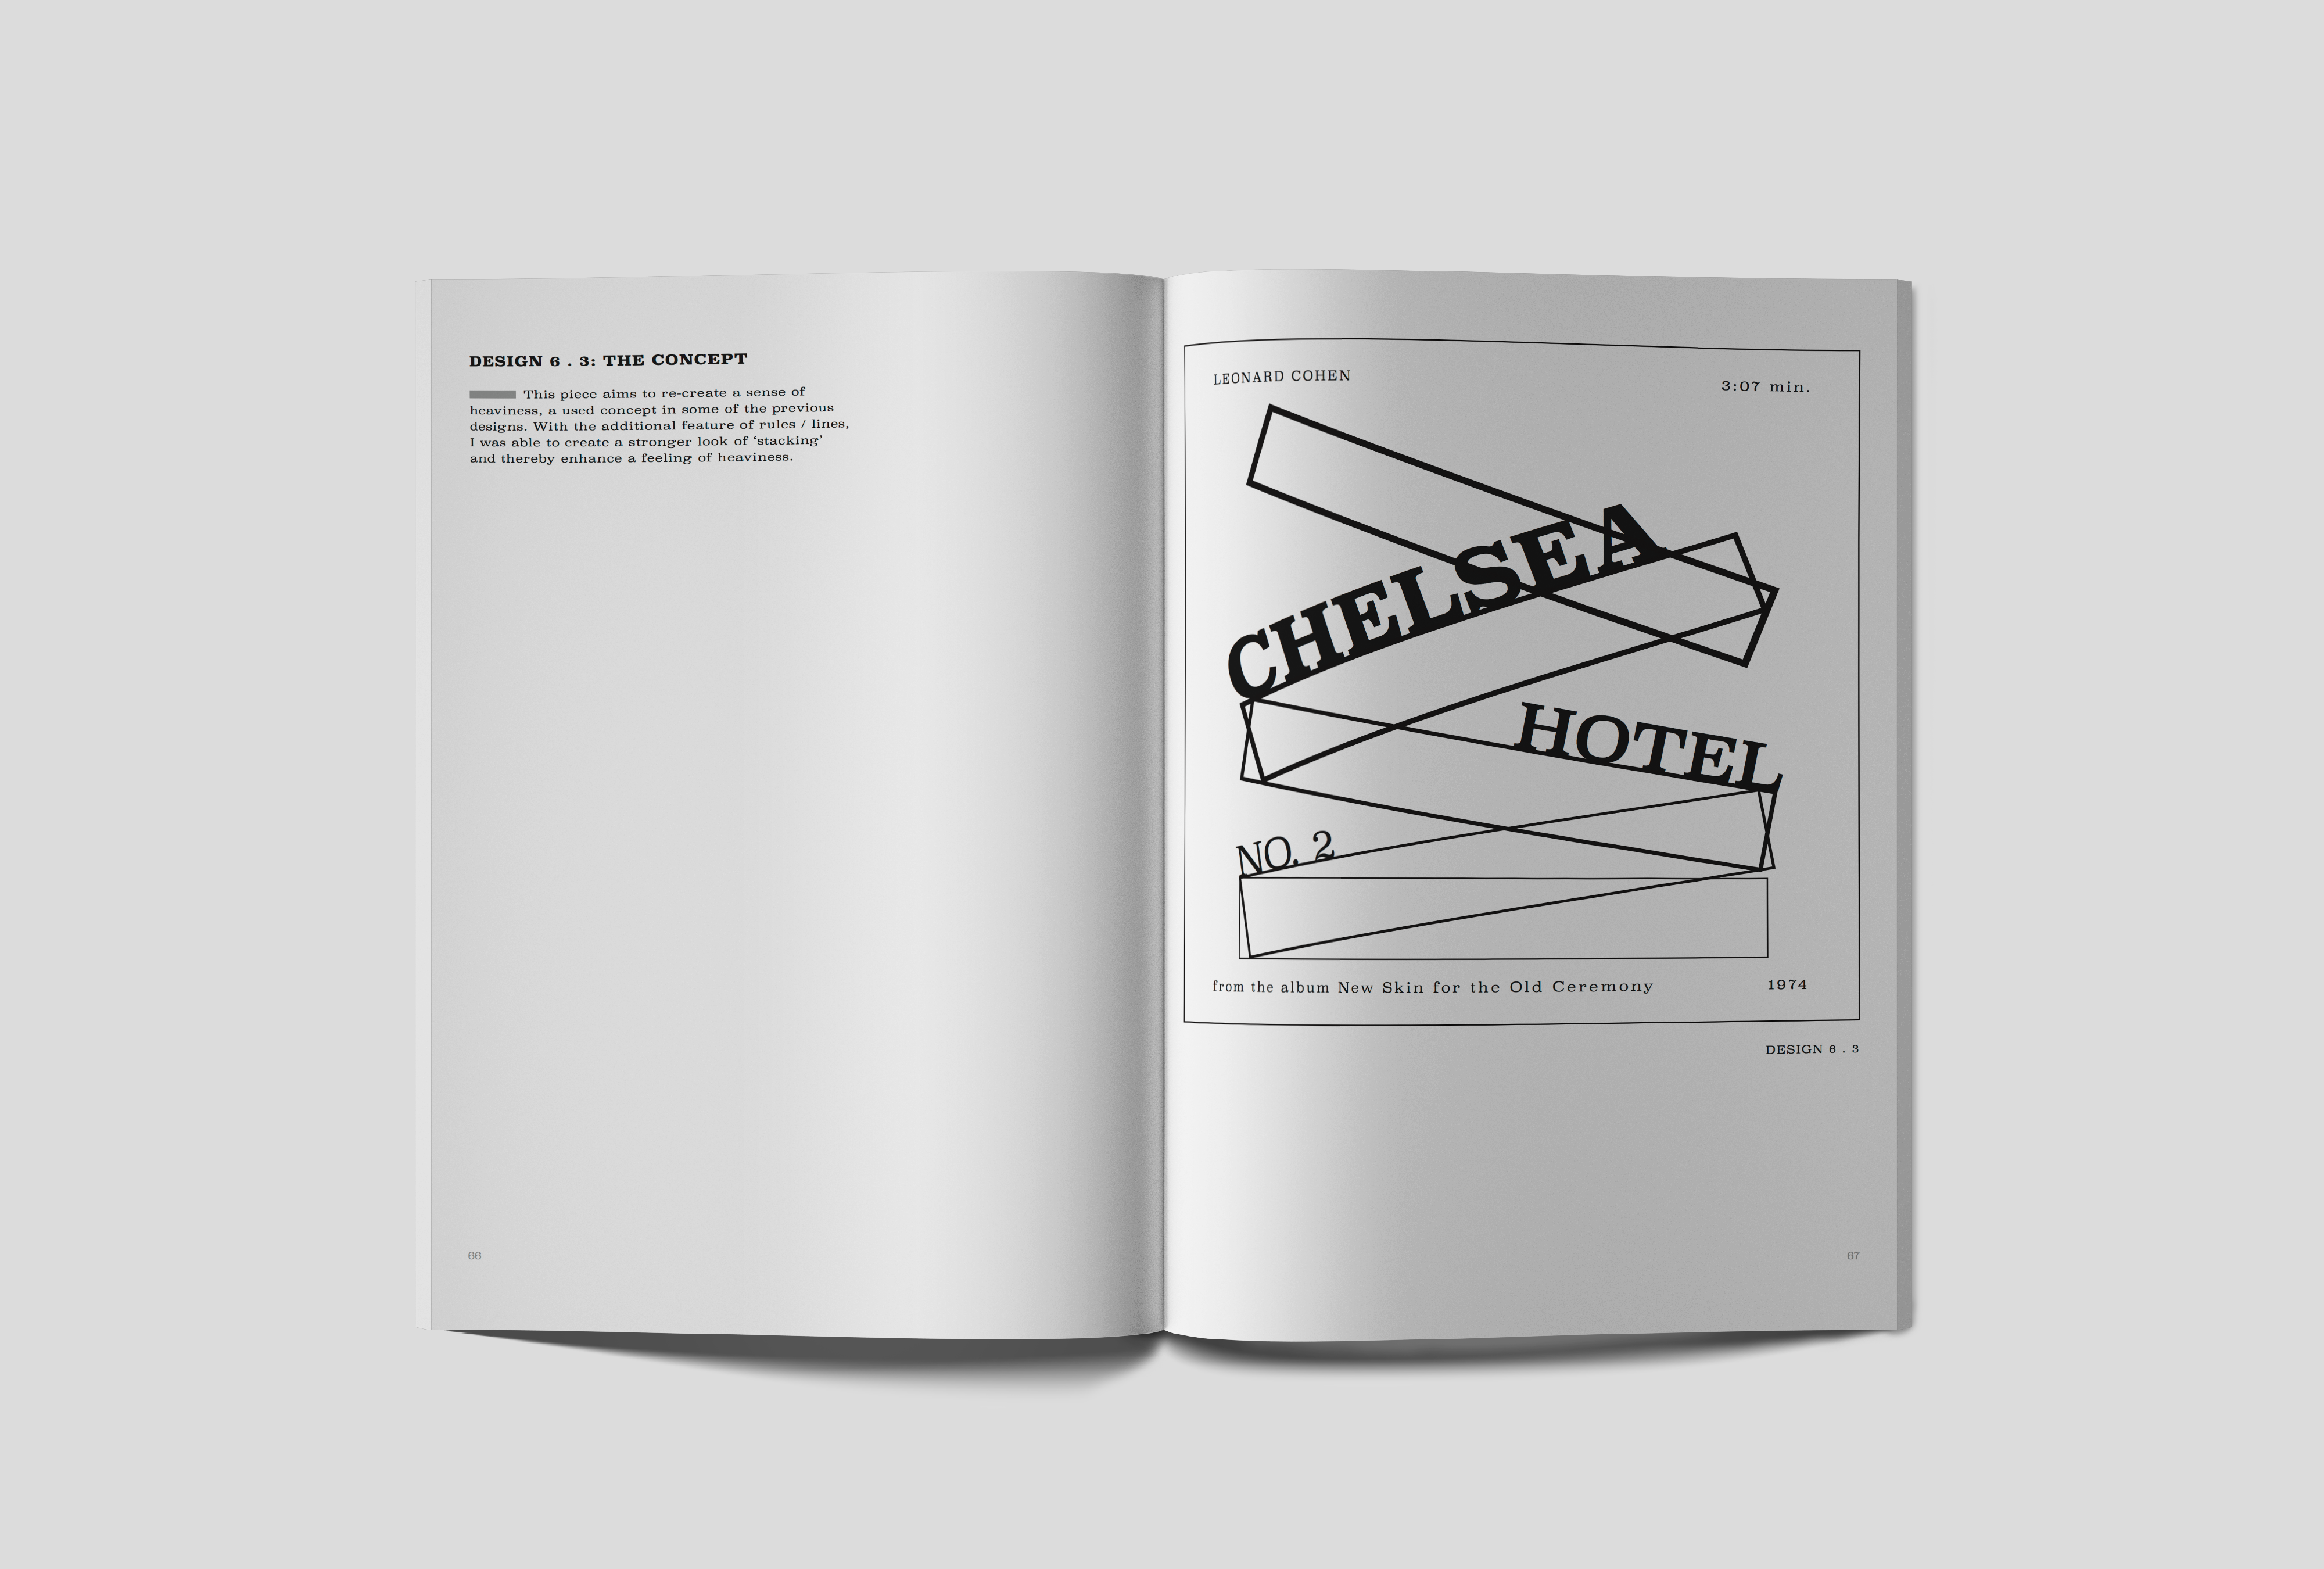 DESIGN 6 . 3: THE CONCEPT
This piece aims to re-create a sense of
heaviness, a used concept in some of the previous
designs. With the additional feature of rules / lines,
I was able to create a stronger look of ‘stacking’
and thereby enhance a feeling of heaviness.
66
LEONARD COHEN
3:07 min.
CHELSEA
HOTEL
NO. 2
from the album New Skin for the Old Ceremony
1974
DESIGN 6 . 3
67